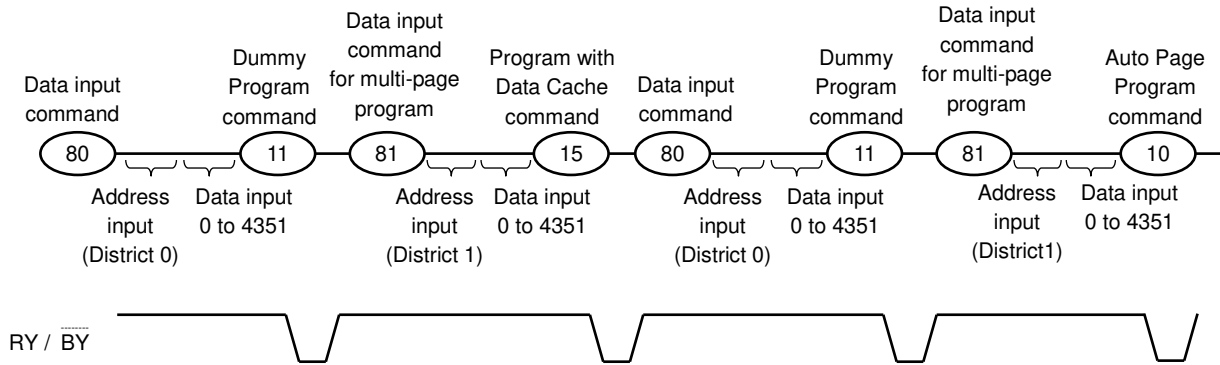 Data input
command
80
Address
input
(District 0)
Data input
0 to 4351
Dummy
Program
command
11
Data input
command
for multi-page
program
81
Address
input
(District 1)
Data input
0 to 4351
Program with
Data Cache
command
15
Data input
command
80
Address
input
(District 0)
Data input
0 to 4351
Dummy
Program
command
11
Data input
command
for multi-page
program
81
Address
input
(District1)
Data input
0 to 4351
Auto Page
Program
command
10
RY / B̅Y̅